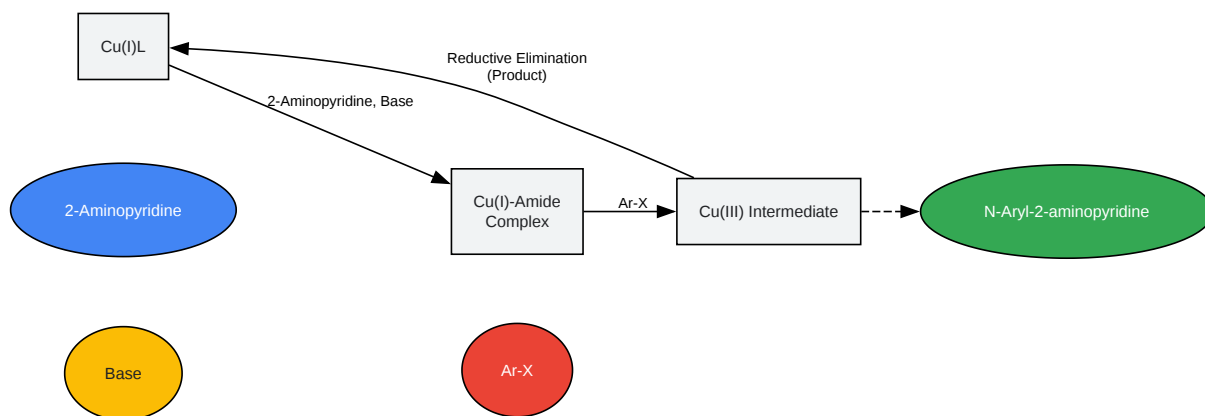 Cu(I)L
Reductive Elimination
(Product)
2-Aminopyridine, Base
2-Aminopyridine
Cu(I)-Amide
Complex
Ar-X
Cu(III) Intermediate
N-Aryl-2-aminopyridine
Base
Ar-X